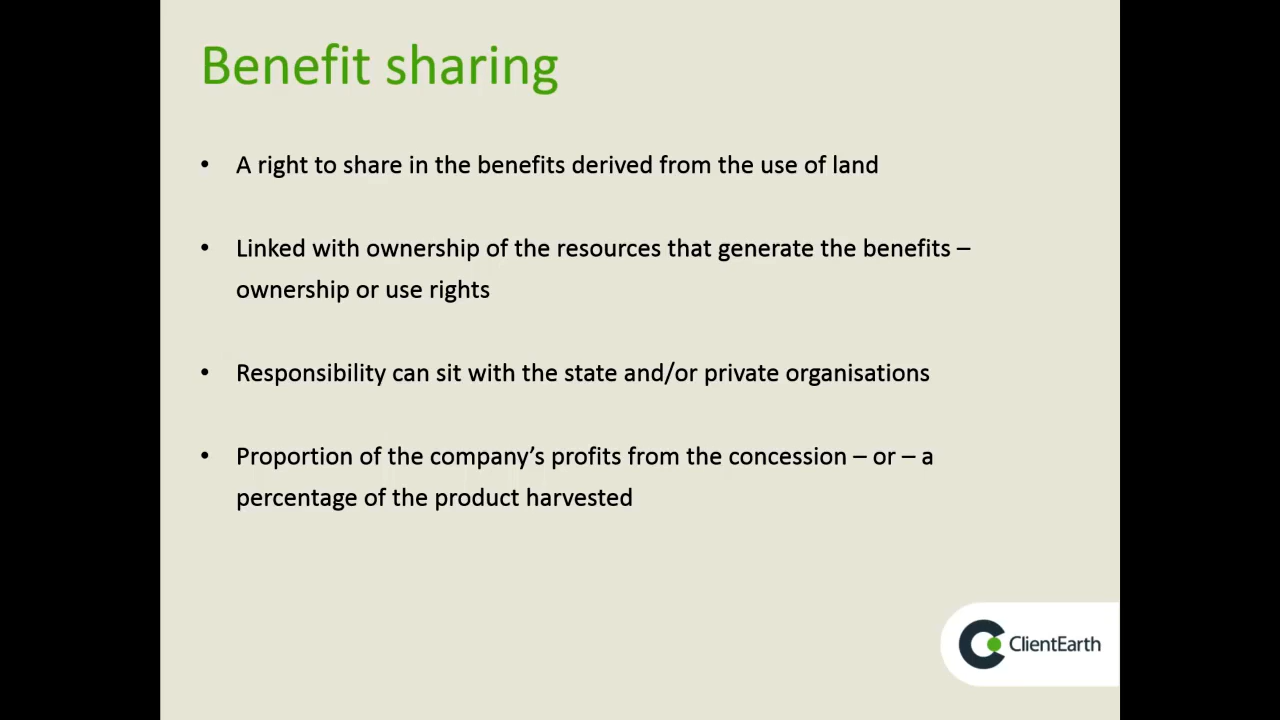 Benefit sharing
• A right to share in the benefits derived from the use of land
• Linked with ownership of the resources that generate the benefits –
ownership or use rights
• Responsibility can sit with the state and/or private organisations
• Proportion of the company’s profits from the concession – or – a
percentage of the product harvested
ClientEarth